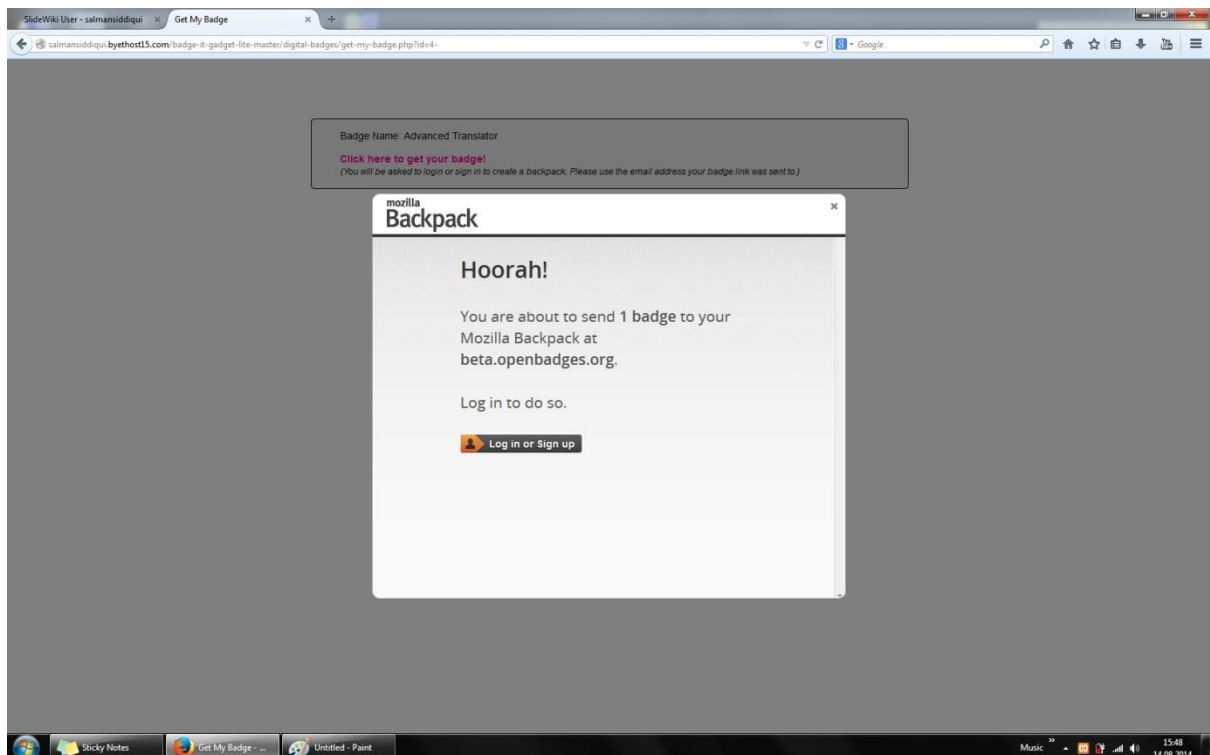 SlideWiki User - salmansiddiqui
Get My Badge
salmansiddiqui.byethost15.com/badge-it-gadget-lite-master/digital-badges/get-my-badge.php?id=4-
Google
Badge Name: Advanced Translator
Click here to get your badge!
(You will be asked to login or sign in to create a backpack. Please use the email address your badge link was sent to.)
mozilla
Backpack
Hoorah!
You are about to send 1 badge to your
Mozilla Backpack at
beta.openbadges.org.
Log in to do so.
Log in or Sign up
Sticky Notes
Get My Badge - ...
Untitled - Paint
Music
15:48
14.08.2014